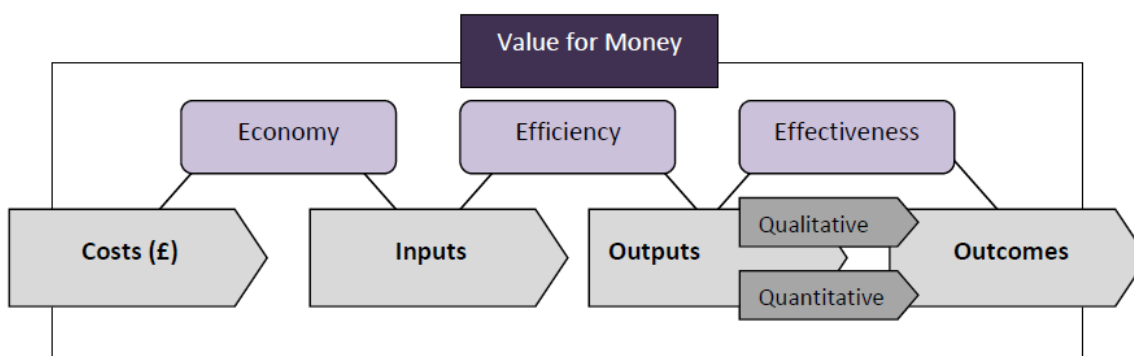 Value for Money
Economy
Efficiency
Effectiveness
Costs (£)
Inputs
Outputs
Qualitative
Quantitative
Outcomes